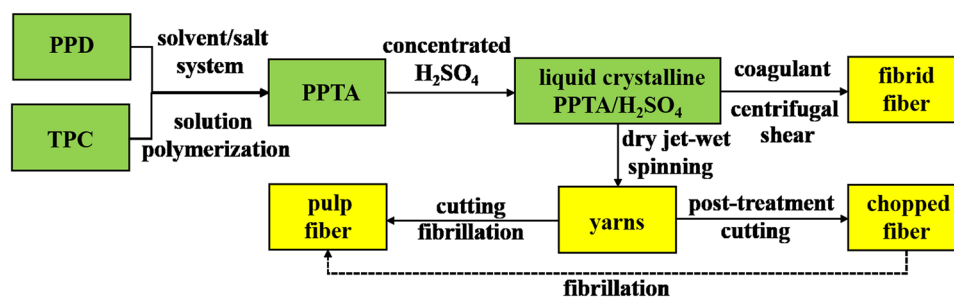 PPD
TPC
solvent/salt
system
solution
polymerization
PPTA
concentrated
H₂SO₄
liquid crystalline
PPTA/H₂SO₄
coagulant
centrifugal
shear
fibrid
fiber
dry jet-wet
spinning
pulp
fiber
cutting
fibrillation
yarns
post-treatment
cutting
chopped
fiber
fibrillation